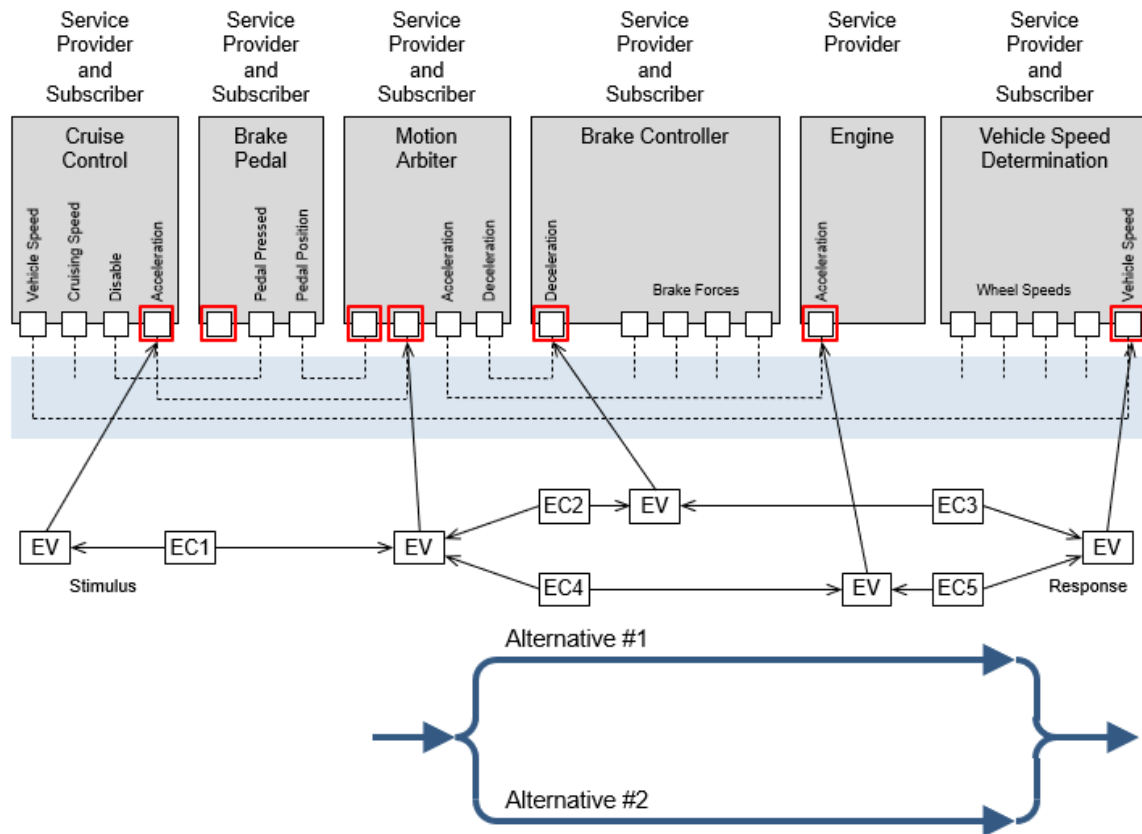 Service
Provider
and
Subscriber
Service
Provider
and
Subscriber
Service
Provider
and
Subscriber
Service
Provider
and
Subscriber
Service
Provider
Service
Provider
and
Subscriber
Cruise
Control
Vehicle Speed
Cruising Speed
Disable
Acceleration
Brake
Pedal
Pedal Pressed
Pedal Position
Motion
Arbiter
Acceleration
Deceleration
Brake Controller
Deceleration
Brake Forces
Engine
Acceleration
Vehicle Speed
Determination
Wheel Speeds
Vehicle Speed
EC2
EV
EC3
EV
EC1
EV
EV
Stimulus
EC4
EV
EC5
Response
Alternative #1
Alternative #2